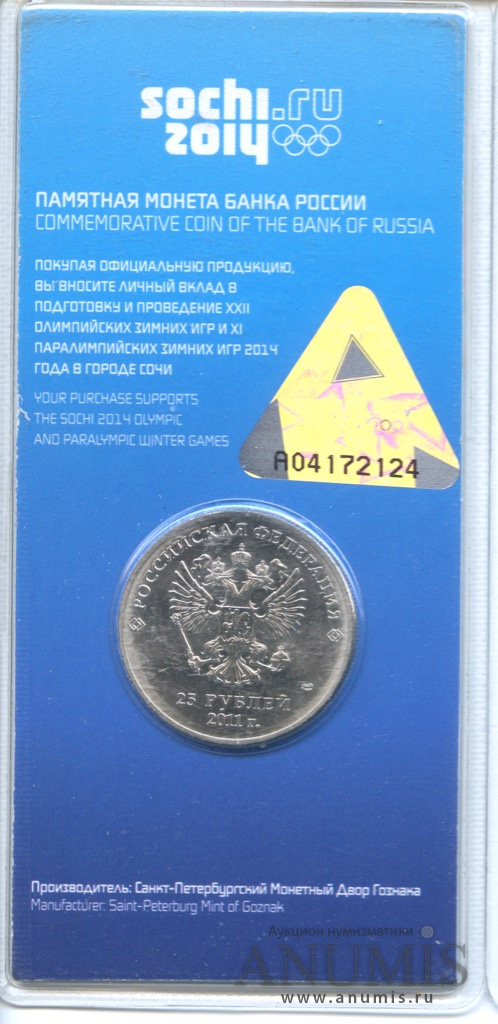 sochi.ru
2014
ПАМЯТНАЯ МОНЕТА БАНКА РОССИИ
COMMEMORATIVE COIN OF THE BANK OF RUSSIA
ПОКУПАЯ ОФИЦИАЛЬНУЮ ПРОДУКЦИЮ,
ВЫ ВНОСИТЕ ЛИЧНЫЙ ВКЛАД В
ПОДГОТОВКУ И ПРОВЕДЕНИЕ XXII
ОЛИМПИЙСКИХ ЗИМНИХ ИГР И XI
ПАРАЛИМПИЙСКИХ ЗИМНИХ ИГР 2014
ГОДА В ГОРОДЕ СОЧИ
YOUR PURCHASE SUPPORTS
THE SOCHI 2014 OLYMPIC
AND PARALYMPIC WINTER GAMES
A04172124
РОССИЙСКАЯ ФЕДЕРАЦИЯ
25 РУБЛЕЙ
2011 г.
Производитель: Санкт-Петербургский Монетный Двор Гознака
Manufacturer: Saint-Peterburg Mint of Goznak
Аукцион нумизматики
ANUMIS
www.anumis.ru